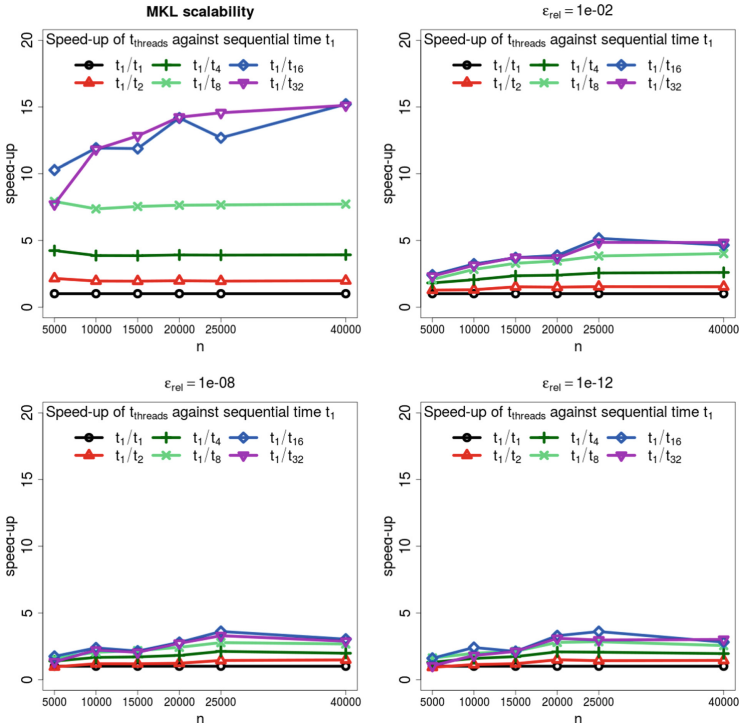 MKL scalability
Speed-up of t_threads against sequential time t_1
t_1/t_1 t_1/t_4 t_1/t_16
t_1/t_2 t_1/t_8 t_1/t_32
speed-up
20
15
10
5
0
5000 10000 15000 20000 25000 40000
n
ε_rel = 1e-02
Speed-up of t_threads against sequential time t_1
t_1/t_1 t_1/t_4 t_1/t_16
t_1/t_2 t_1/t_8 t_1/t_32
speed-up
20
15
10
5
0
5000 10000 15000 20000 25000 40000
n
ε_rel = 1e-08
Speed-up of t_threads against sequential time t_1
t_1/t_1 t_1/t_4 t_1/t_16
t_1/t_2 t_1/t_8 t_1/t_32
speed-up
20
15
10
5
0
5000 10000 15000 20000 25000 40000
n
ε_rel = 1e-12
Speed-up of t_threads against sequential time t_1
t_1/t_1 t_1/t_4 t_1/t_16
t_1/t_2 t_1/t_8 t_1/t_32
speed-up
20
15
10
5
0
5000 10000 15000 20000 25000 40000
n